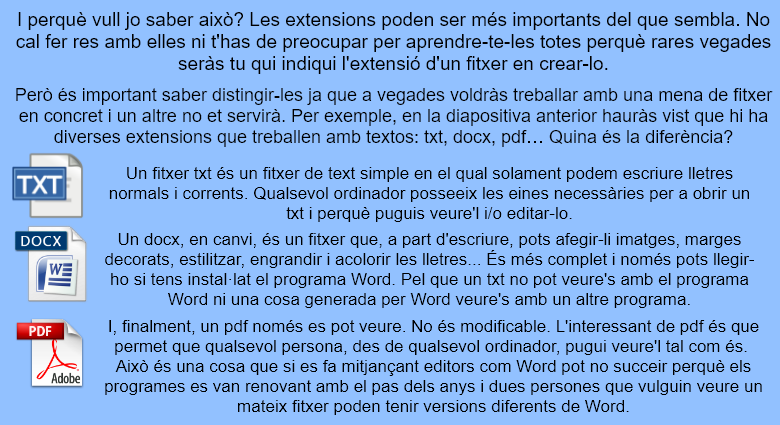 I perquè vull jo saber això? Les extensions poden ser més importants del que sembla. No
cal fer res amb elles ni t'has de preocupar per aprendre-te-les totes perquè rares vegades
seràs tu qui indiqui l'extensió d'un fitxer en crear-lo.
Però és important saber distingir-les ja que a vegades voldràs treballar amb una mena de fitxer
en concret i un altre no et servirà. Per exemple, en la diapositiva anterior hauràs vist que hi ha
diverses extensions que treballen amb textos: txt, docx, pdf... Quina és la diferència?
TXT
Un fitxer txt és un fitxer de text simple en el qual solament podem escriure lletres
normals i corrents. Qualsevol ordinador posseeix les eines necessàries per a obrir un
txt i perquè puguis veure'l i/o editar-lo.
DOCX
W
Un docx, en canvi, és un fitxer que, a part d'escriure, pots afegir-li imatges, marges
decorats, estilitzar, engrandir i acolorir les lletres... És més complet i només pots llegir-
ho si tens instal·lat el programa Word. Pel que un txt no pot veure's amb el programa
Word ni una cosa generada per Word veure's amb un altre programa.
PDF
Adobe
I, finalment, un pdf només es pot veure. No és modificable. L'interessant de pdf és que
permet que qualsevol persona, des de qualsevol ordinador, pugui veure'l tal com és.
Això és una cosa que si es fa mitjançant editors com Word pot no succeir perquè els
programes es van renovant amb el pas dels anys i dues persones que vulguin veure un
mateix fitxer poden tenir versions diferents de Word.